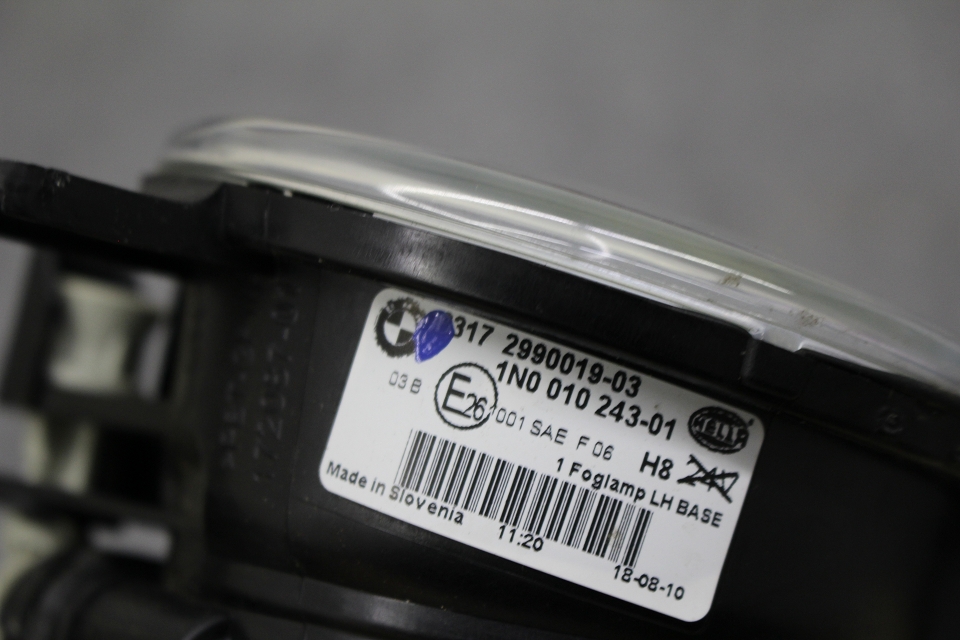 317 2990019-03
1N0 010 243-01
HELLA
03 B
E26
001 SAE F 06
H8
1 Foglamp LH BASE
Made in Slovenia
11:20
18-08-10